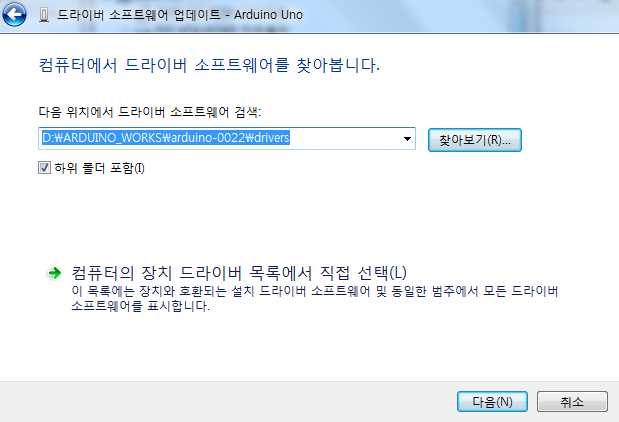 드라이버 소프트웨어 업데이트 - Arduino Uno
컴퓨터에서 드라이버 소프트웨어를 찾아봅니다.
다음 위치에서 드라이버 소프트웨어 검색:
D:₩ARDUINO_WORKS₩arduino-0022₩drivers
찾아보기(R)...
하위 폴더 포함(I)
컴퓨터의 장치 드라이버 목록에서 직접 선택(L)
이 목록에는 장치와 호환되는 설치 드라이버 소프트웨어 및 동일한 범주에서 모든 드라이버
소프트웨어를 표시합니다.
다음(N)
취소